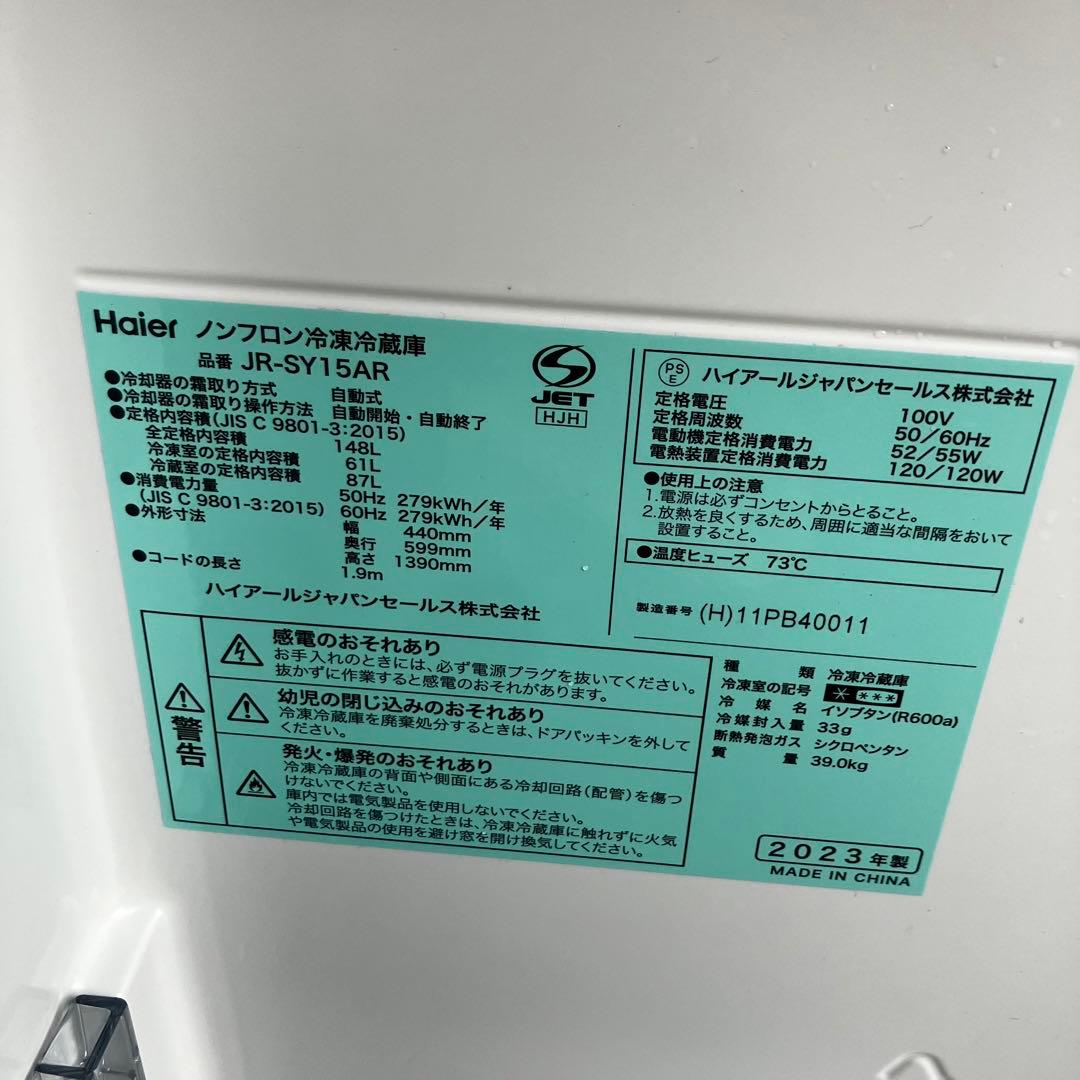 Haier ノンフロン冷凍冷蔵庫
品番 JR-SY15AR
●冷却器の霜取り方式 自動式
●冷却器の霜取り操作方法 自動開始・自動終了
●定格内容積(JIS C 9801-3:2015)
全定格内容積 148L
冷凍室の定格内容積 61L
冷蔵室の定格内容積 87L
●消費電力量 50Hz 279kWh/年
(JIS C 9801-3:2015) 60Hz 279kWh/年
●外形寸法 幅 440mm
奥行 599mm
高さ 1390mm
●コードの長さ 1.9m
ハイアールジャパンセールス株式会社
JET
HJH
PS
E
ハイアールジャパンセールス株式会社
定格電圧 100V
定格周波数 50/60Hz
電動機定格消費電力 52/55W
電熱装置定格消費電力 120/120W
●使用上の注意
1.電源は必ずコンセントからとること。
2.放熱を良くするため、周囲に適当な間隔をおいて
設置すること。
●温度ヒューズ 73℃
製造番号 (H)11PB40011
警告
感電のおそれあり
お手入れのときには、必ず電源プラグを抜いてください。
抜かずに作業すると感電のおそれがあります。
幼児の閉じ込みのおそれあり
冷凍冷蔵庫を廃棄処分するときは、ドアパッキンを外して
ください。
発火・爆発のおそれあり
冷凍冷蔵庫の背面や側面にある冷却回路(配管)を傷つ
けないでください。
庫内では電気製品を使用しないでください。
冷却回路を傷つけたときは、冷凍冷蔵庫に触れずに火気
や電気製品の使用を避け窓を開け換気してください。
種類 冷凍冷蔵庫
冷凍室の記号 * ***
冷媒名 イソブタン(R600a)
冷媒封入量 33g
断熱発泡ガス シクロペンタン
質量 39.0kg
2023年製
MADE IN CHINA